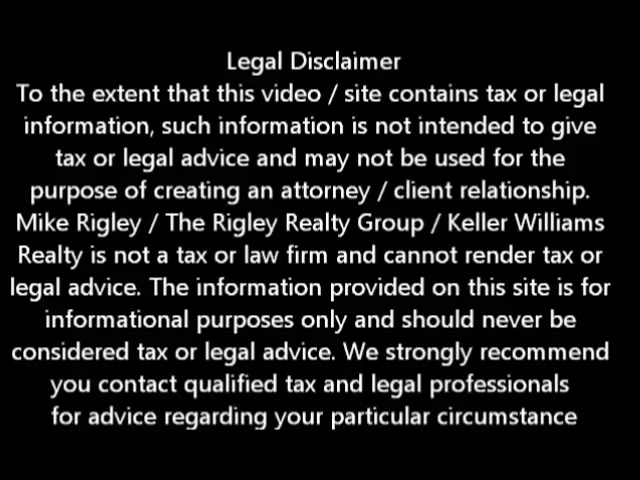 Legal Disclaimer
To the extent that this video / site contains tax or legal
information, such information is not intended to give
tax or legal advice and may not be used for the
purpose of creating an attorney / client relationship.
Mike Rigley / The Rigley Realty Group / Keller Williams
Realty is not a tax or law firm and cannot render tax or
legal advice. The information provided on this site is for
informational purposes only and should never be
considered tax or legal advice. We strongly recommend
you contact qualified tax and legal professionals
for advice regarding your particular circumstance